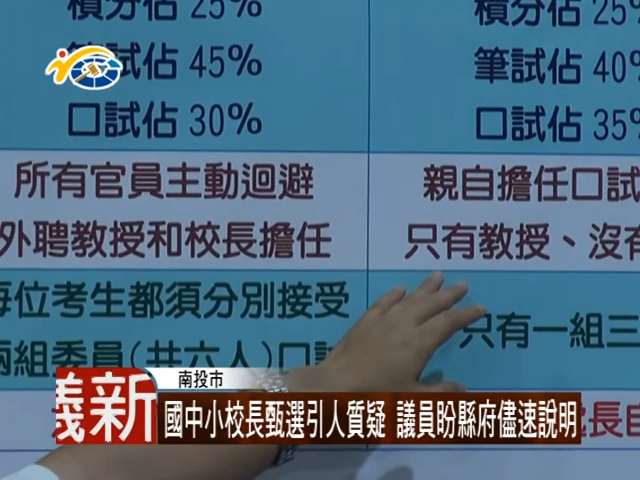 積分佔 25%
筆試佔 45%
口試佔 30%
所有官員主動迴避
外聘教授和校長擔任
每位考生都須分別接受
兩組委員(共六人)口
積分佔 25%
筆試佔 40%
口試佔 35%
親自擔任口試
只有教授、沒有
只有一組三
處長自
南投市
新
國中小校長甄選引人質疑 議員盼縣府儘速說明